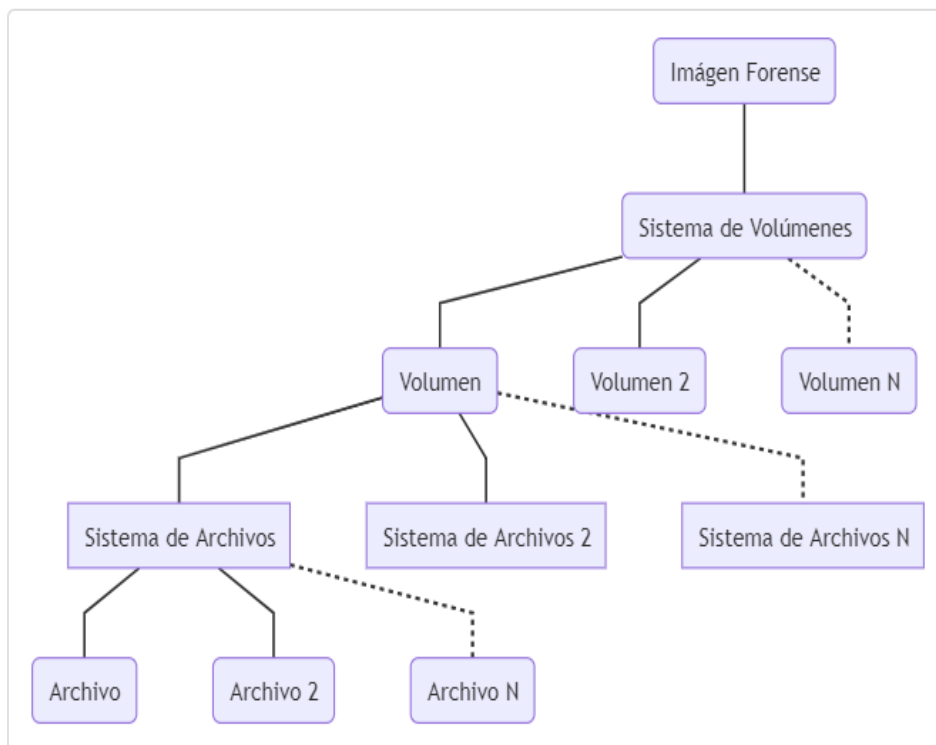 Imágen Forense
Sistema de Volúmenes
Volumen
Volumen 2
Volumen N
Sistema de Archivos
Sistema de Archivos 2
Sistema de Archivos N
Archivo
Archivo 2
Archivo N